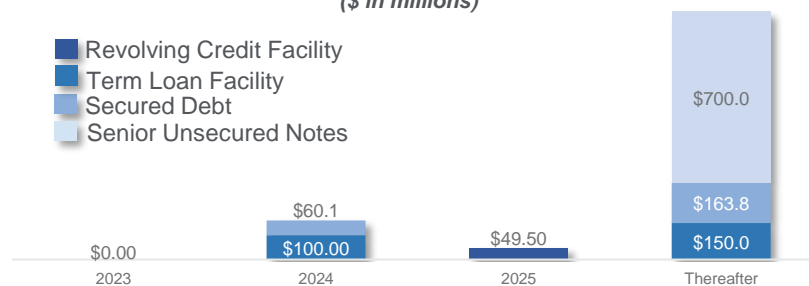 ($ in millions)
Revolving Credit Facility
Term Loan Facility
Secured Debt
Senior Unsecured Notes
$700.0
$163.8
$60.1
$150.0
$49.50
$100.00
$0.00
2023 2024 2025 Thereafter